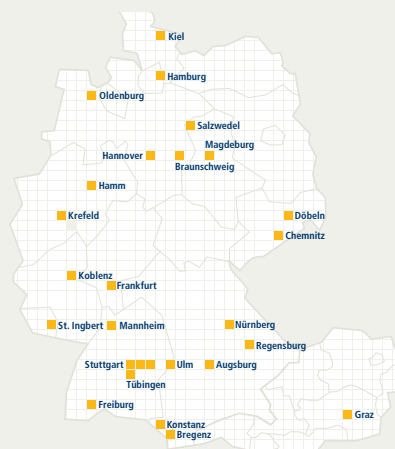 Kiel
Hamburg
Oldenburg
Salzwedel
Magdeburg
Hannover
Braunschweig
Hamm
Krefeld
Döbeln
Chemnitz
Koblenz
Frankfurt
St. Ingbert
Mannheim
Nürnberg
Regensburg
Stuttgart
Ulm
Augsburg
Tübingen
Freiburg
Graz
Konstanz
Bregenz